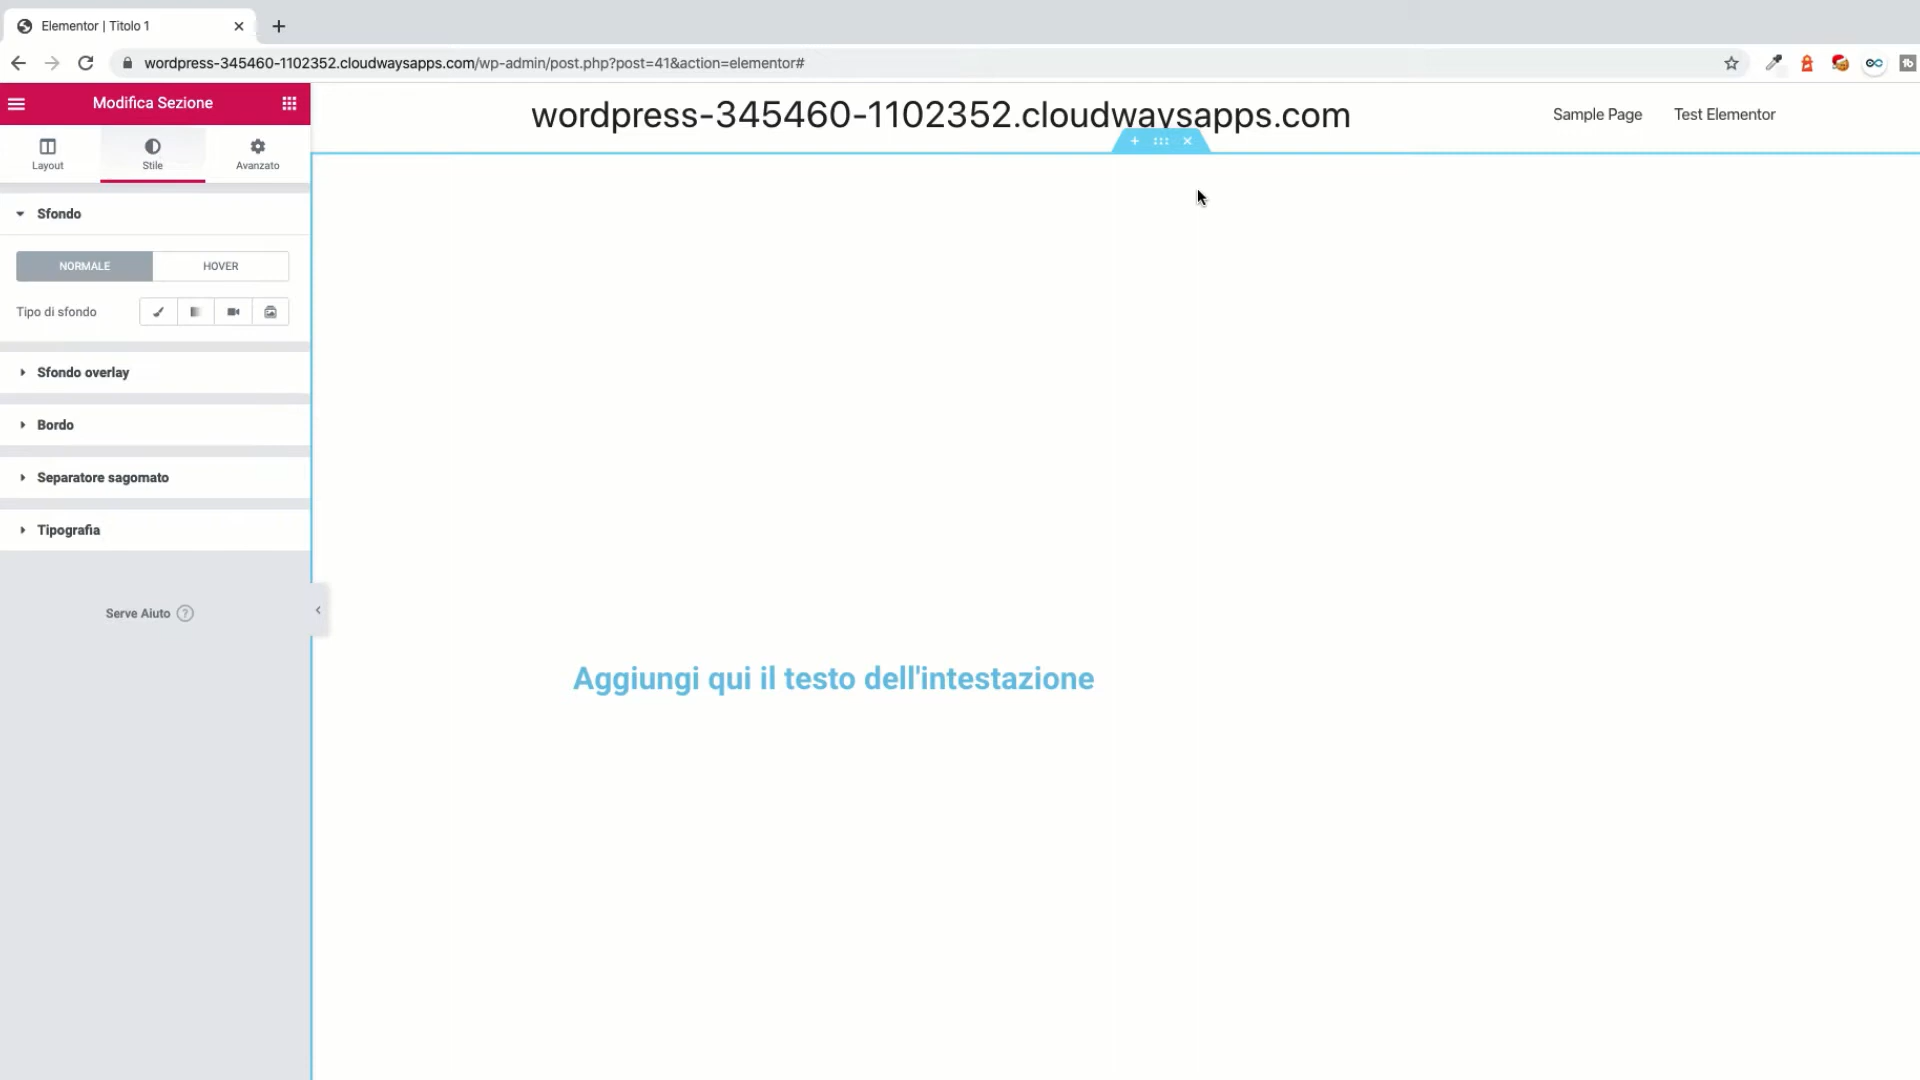 Elementor | Titolo 1
wordpress-345460-1102352.cloudwaysapps.com/wp-admin/post.php?post=41&action=elementor#
Modifica Sezione
wordpress-345460-1102352.cloudwaysapps.com
Sample Page
Test Elementor
Layout
Stile
Avanzato
Sfondo
NORMALE
HOVER
Tipo di sfondo
Sfondo overlay
Bordo
Separatore sagomato
Tipografia
Serve Aiuto ?
Aggiungi qui il testo dell'intestazione